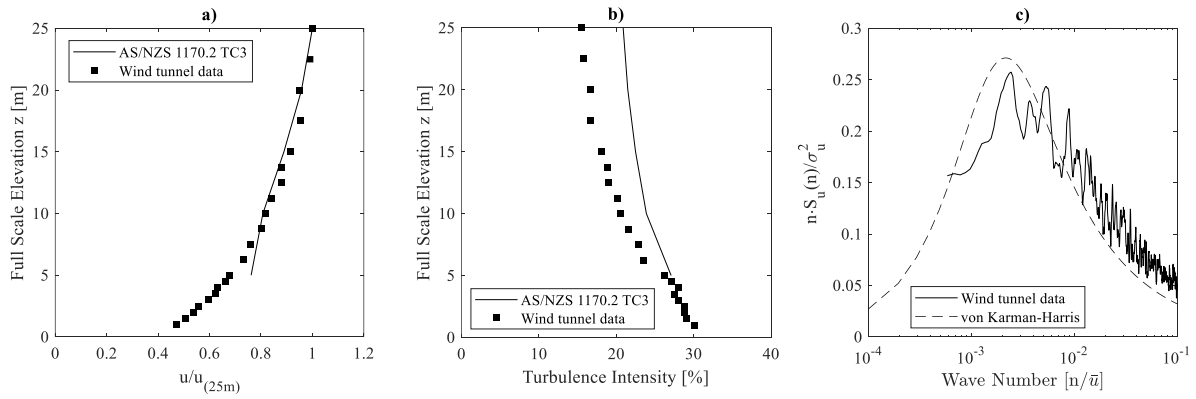 a)
25
20
15
10
5
0
Full Scale Elevation z [m]
AS/NZS 1170.2 TC3
Wind tunnel data
0 0.2 0.4 0.6 0.8 1 1.2
u/u(25m)
b)
25
20
15
10
5
0
Full Scale Elevation z [m]
AS/NZS 1170.2 TC3
Wind tunnel data
0 10 20 30 40
Turbulence Intensity [%]
c)
0.3
0.25
0.2
0.15
0.1
0.05
0
n·Su(n)/σu²
Wind tunnel data
von Karman-Harris
10⁻⁴ 10⁻³ 10⁻² 10⁻¹
Wave Number [n/ū]